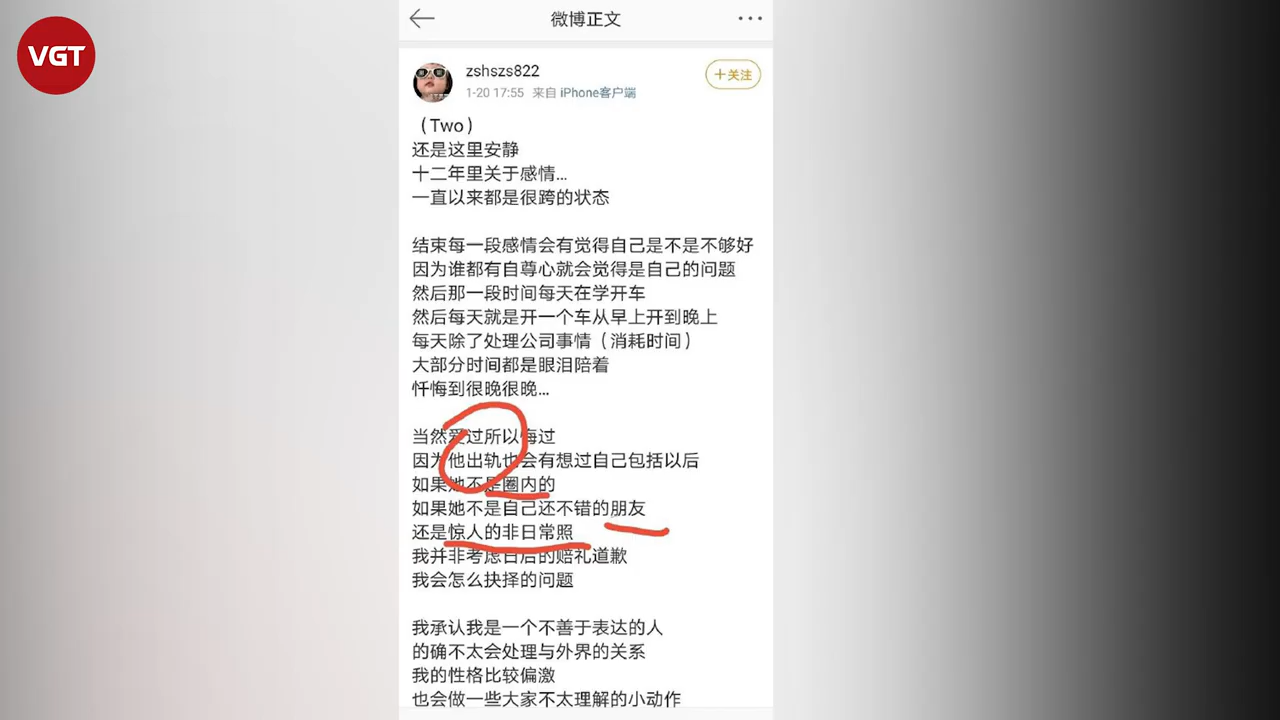 VGT
微博正文
zshszs822
+关注
1-20 17:55 来自 iPhone客户端
（Two）
还是这里安静
十二年里关于感情...
一直以来都是很跨的状态
结束每一段感情会有觉得自己是不是不够好
因为谁都有自尊心就会觉得是自己的问题
然后那一段时间每天在学开车
然后每天就是开一个车从早上开到晚上
每天除了处理公司事情（消耗时间）
大部分时间都是眼泪陪着
忏悔到很晚很晚...
当然爱过所以悔过
因为他出轨也会有想过自己包括以后
如果她不是圈内的
如果她不是自己还不错的朋友
还是惊人的非日常照
我并非考虑日后的赔礼道歉
我会怎么抉择的问题
我承认我是一个不善于表达的人
的确不太会处理与外界的关系
我的性格比较偏激
也会做一些大家不太理解的小动作